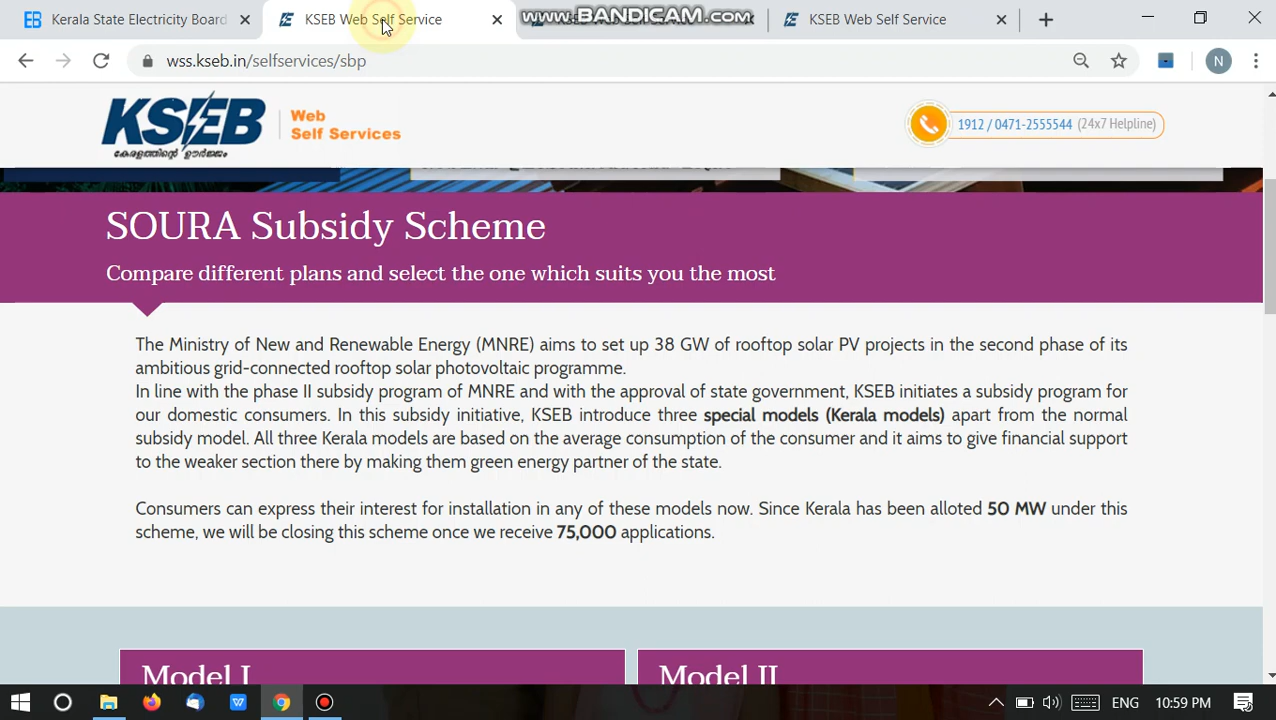 Kerala State Electricity Board
KSEB Web Self Service
www.BANDICAM.com
KSEB Web Self Service
wss.kseb.in/selfservices/sbp
N
KSEB
കേരളത്തിന്റെ ഊർജ്ജം
Web
Self Services
1912 / 0471-2555544 (24x7 Helpline)
SOURA Subsidy Scheme
Compare different plans and select the one which suits you the most
The Ministry of New and Renewable Energy (MNRE) aims to set up 38 GW of rooftop solar PV projects in the second phase of its
ambitious grid-connected rooftop solar photovoltaic programme.
In line with the phase II subsidy program of MNRE and with the approval of state government, KSEB initiates a subsidy program for
our domestic consumers. In this subsidy initiative, KSEB introduce three special models (Kerala models) apart from the normal
subsidy model. All three Kerala models are based on the average consumption of the consumer and it aims to give financial support
to the weaker section there by making them green energy partner of the state.
Consumers can express their interest for installation in any of these models now. Since Kerala has been alloted 50 MW under this
scheme, we will be closing this scheme once we receive 75,000 applications.
Model I
Model II
ENG
10:59 PM